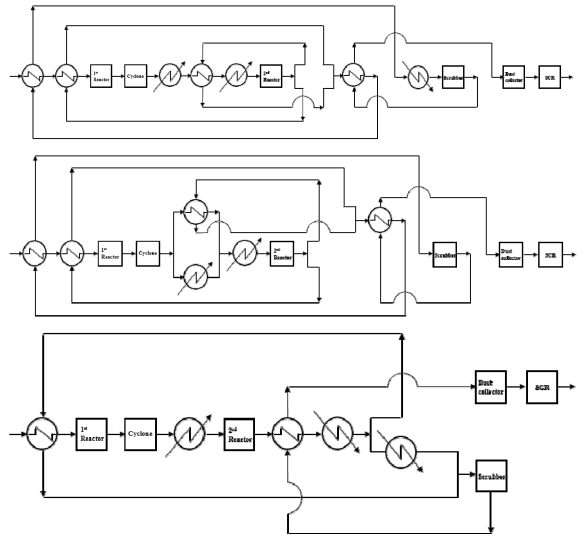 1st
Reactor
Cyclone
2nd
Reactor
Scrubber
Dust
collector
SCR
1st
Reactor
Cyclone
2nd
Reactor
Scrubber
Dust
collector
SCR
1st
Reactor
Cyclone
2nd
Reactor
Dust
collector
SCR
Scrubber